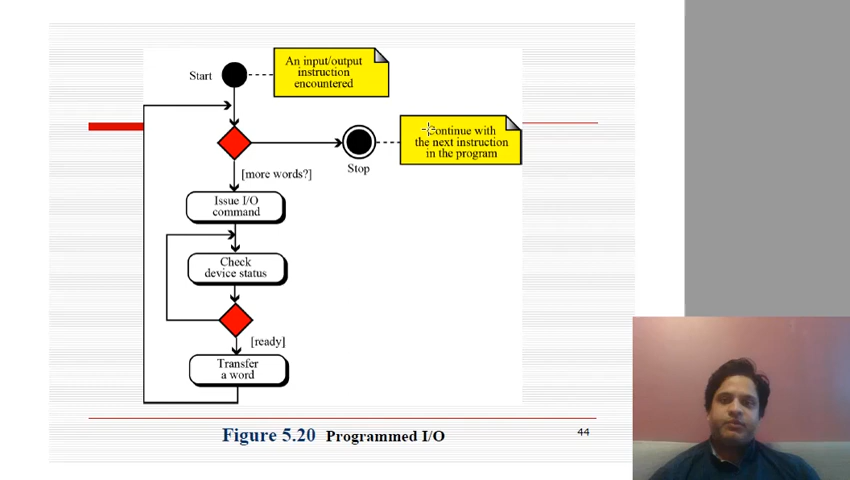 Start
An input/output
instruction
encountered
Continue with
the next instruction
in the program
Stop
[more words?]
Issue I/O
command
Check
device status
[ready]
Transfer
a word
Figure 5.20 Programmed I/O
44